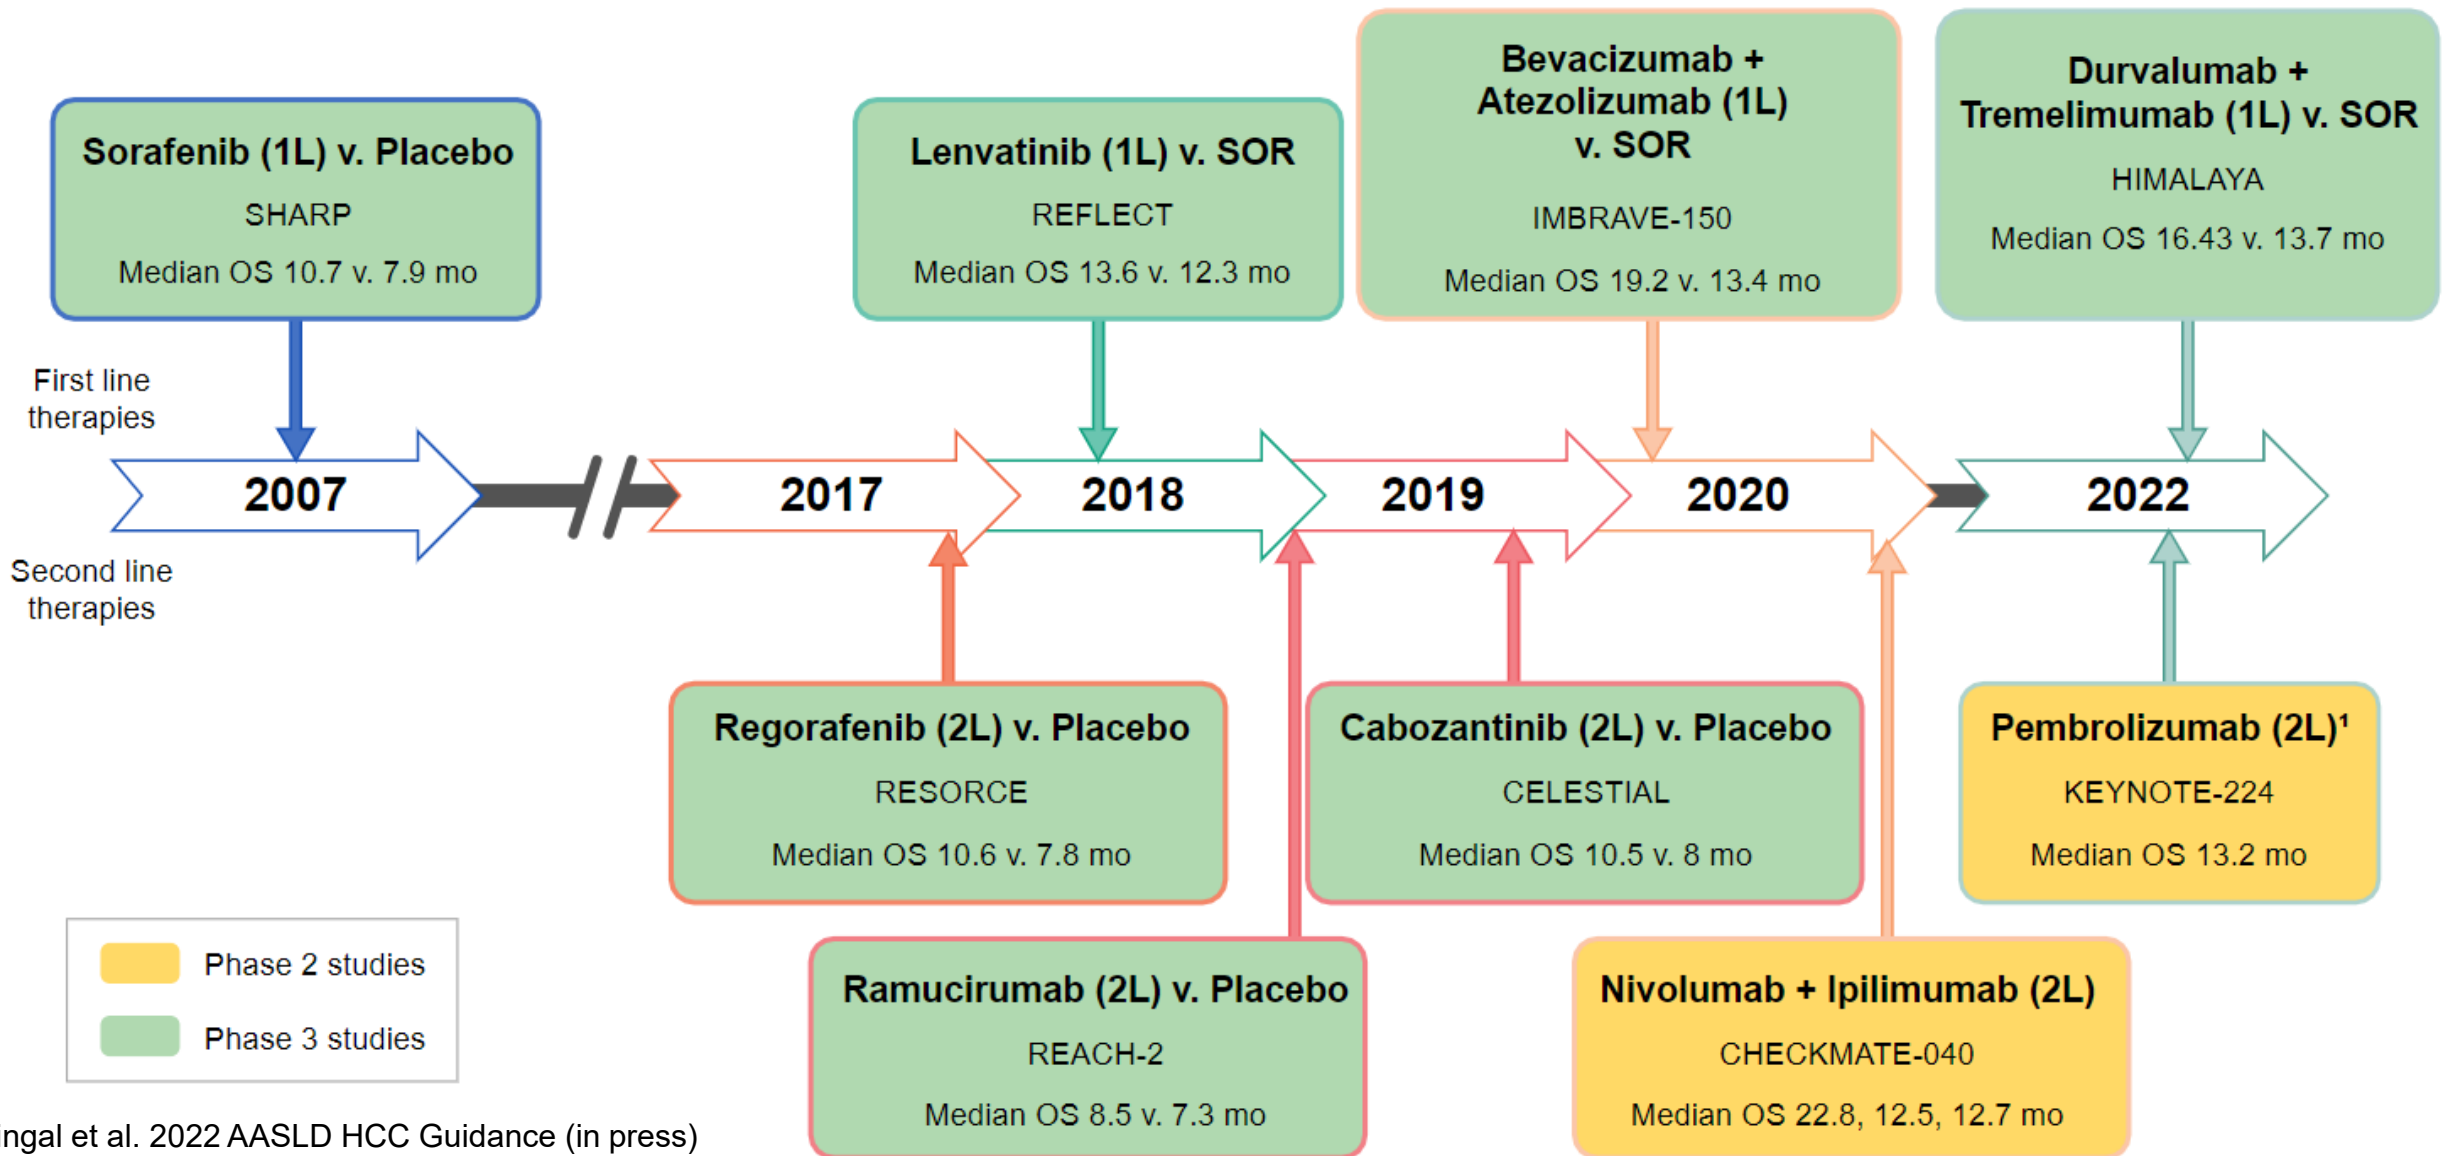 Sorafenib (1L) v. Placebo
SHARP
Median OS 10.7 v. 7.9 mo
Lenvatinib (1L) v. SOR
REFLECT
Median OS 13.6 v. 12.3 mo
Bevacizumab +
Atezolizumab (1L)
v. SOR
IMBRAVE-150
Median OS 19.2 v. 13.4 mo
Durvalumab +
Tremelimumab (1L) v. SOR
HIMALAYA
Median OS 16.43 v. 13.7 mo
First line
therapies
2007
2017
2018
2019
2020
2022
Second line
therapies
Regorafenib (2L) v. Placebo
RESORCE
Median OS 10.6 v. 7.8 mo
Cabozantinib (2L) v. Placebo
CELESTIAL
Median OS 10.5 v. 8 mo
Pembrolizumab (2L)¹
KEYNOTE-224
Median OS 13.2 mo
Ramucirumab (2L) v. Placebo
REACH-2
Median OS 8.5 v. 7.3 mo
Nivolumab + Ipilimumab (2L)
CHECKMATE-040
Median OS 22.8, 12.5, 12.7 mo
Phase 2 studies
Phase 3 studies
ingal et al. 2022 AASLD HCC Guidance (in press)